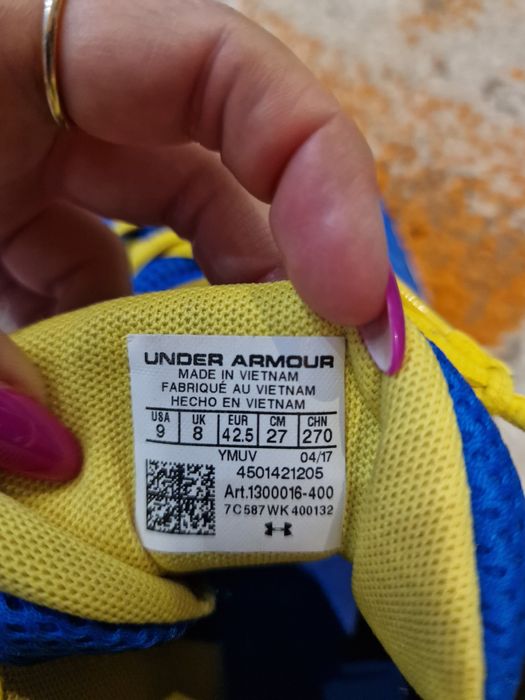 UNDER ARMOUR
MADE IN VIETNAM
FABRIQUÉ AU VIETNAM
HECHO EN VIETNAM
USA UK EUR CM CHN
9 8 42.5 27 270
YMUV 04/17
4501421205
Art.1300016-400
7C587WK400132